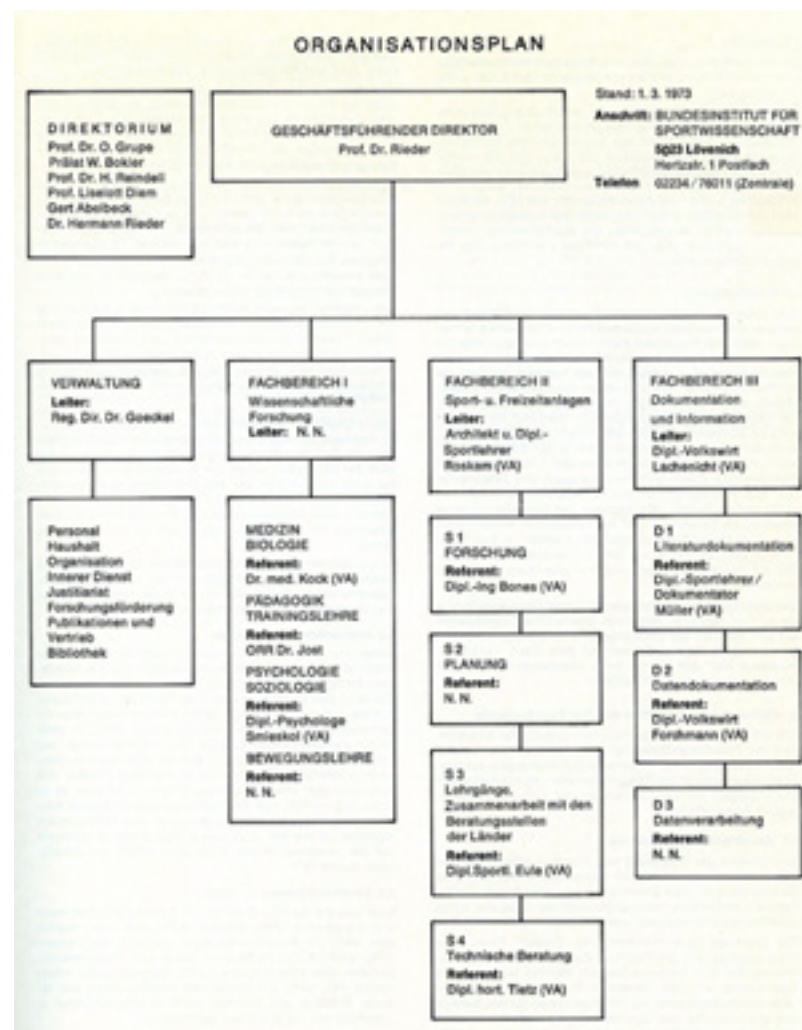 ORGANISATIONSPLAN
Stand: 1. 3. 1973
Anschrift: BUNDESINSTITUT FÜR
SPORTWISSENSCHAFT
5023 Lövenich
Hertzstr. 1 Postfach
Telefon 02234/76011 (Zentrale)
DIREKTORIUM
Prof. Dr. O. Grupe
Prälat W. Bokler
Prof. Dr. H. Reindell
Prof. Liselott Diem
Gert Abelbeck
Dr. Hermann Rieder
GESCHÄFTSFÜHRENDER DIREKTOR
Prof. Dr. Rieder
VERWALTUNG
Leiter:
Reg. Dir. Dr. Goeckel
Personal
Haushalt
Organisation
Innerer Dienst
Justitiariat
Forschungsförderung
Publikationen und
Vertrieb
Bibliothek
FACHBEREICH I
Wissenschaftliche
Forschung
Leiter: N. N.
MEDIZIN
BIOLOGIE
Referent:
Dr. med. Kock (VA)
PÄDAGOGIK
TRAININGSLEHRE
Referent:
ORR Dr. Jost
PSYCHOLOGIE
SOZIOLOGIE
Referent:
Dipl.-Psychologe
Smieskol (VA)
BEWEGUNGSLEHRE
Referent:
N. N.
FACHBEREICH II
Sport- u. Freizeitanlagen
Leiter:
Architekt u. Dipl.-
Sportlehrer
Roskam (VA)
S 1
FORSCHUNG
Referent:
Dipl.-Ing Bones (VA)
S 2
PLANUNG
Referent:
N. N.
S 3
Lehrgänge,
Zusammenarbeit mit den
Beratungsstellen
der Länder
Referent:
Dipl.Sportl. Eule (VA)
S 4
Technische Beratung
Referent:
Dipl. hort. Tietz (VA)
FACHBEREICH III
Dokumentation
und Information
Leiter:
Dipl.-Volkswirt
Lachenicht (VA)
D 1
Literaturdokumentation
Referent:
Dipl.-Sportlehrer /
Dokumentator
Müller (VA)
D 2
Datendokumentation
Referent:
Dipl.-Volkswirt
Forchmann (VA)
D 3
Datenverarbeitung
Referent:
N. N.